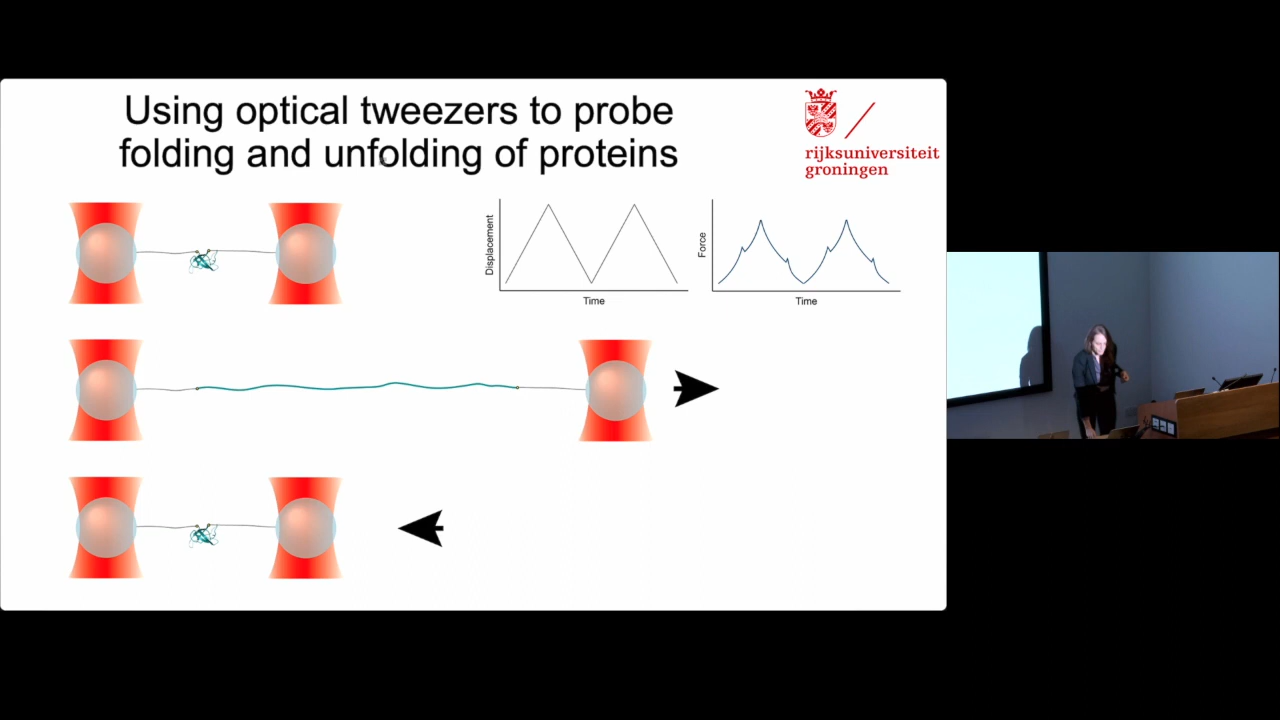 Using optical tweezers to probe
folding and unfolding of proteins
rijksuniversiteit
groningen
Displacement
Time
Force
Time